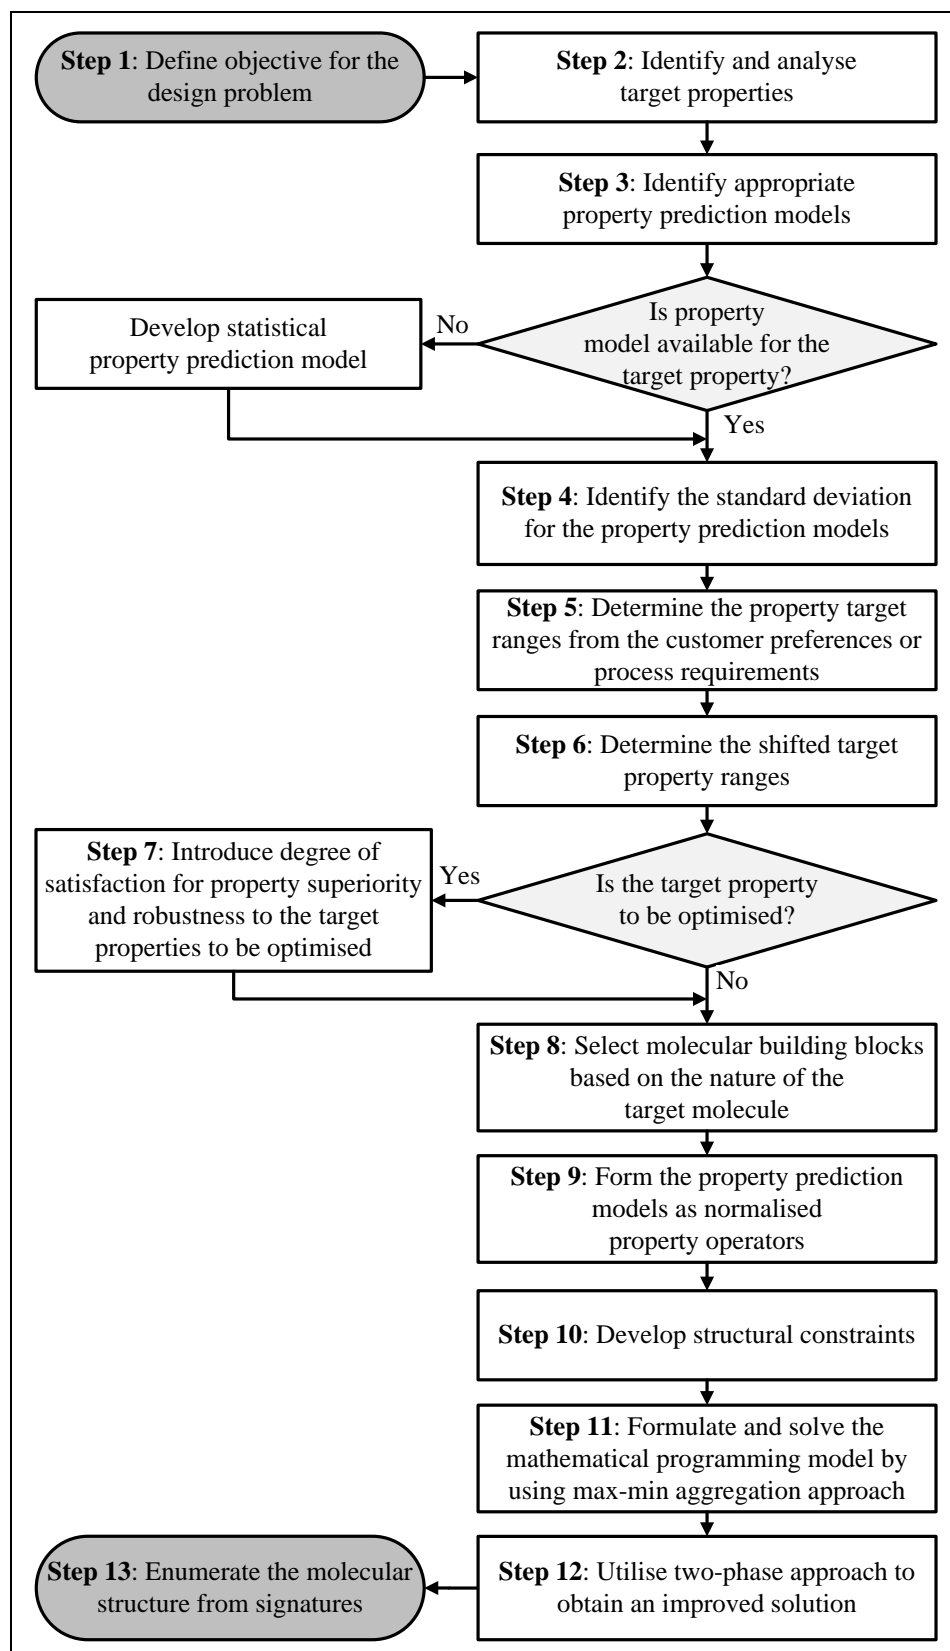 Step 1: Define objective for the
design problem
Step 2: Identify and analyse
target properties
Step 3: Identify appropriate
property prediction models
Is property
model available for the
target property?
No
Develop statistical
property prediction model
Yes
Step 4: Identify the standard deviation
for the property prediction models
Step 5: Determine the property target
ranges from the customer preferences or
process requirements
Step 6: Determine the shifted target
property ranges
Is the target property
to be optimised?
Yes
Step 7: Introduce degree of
satisfaction for property superiority
and robustness to the target
properties to be optimised
No
Step 8: Select molecular building blocks
based on the nature of the
target molecule
Step 9: Form the property prediction
models as normalised
property operators
Step 10: Develop structural constraints
Step 11: Formulate and solve the
mathematical programming model by
using max-min aggregation approach
Step 12: Utilise two-phase approach to
obtain an improved solution
Step 13: Enumerate the molecular
structure from signatures